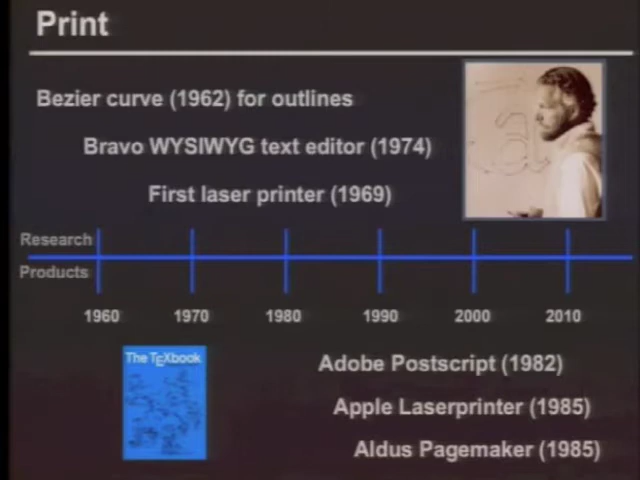 Print
Bezier curve (1962) for outlines
Bravo WYSIWYG text editor (1974)
First laser printer (1969)
Research
Products
1960 1970 1980 1990 2000 2010
The TEXbook
Adobe Postscript (1982)
Apple Laserprinter (1985)
Aldus Pagemaker (1985)